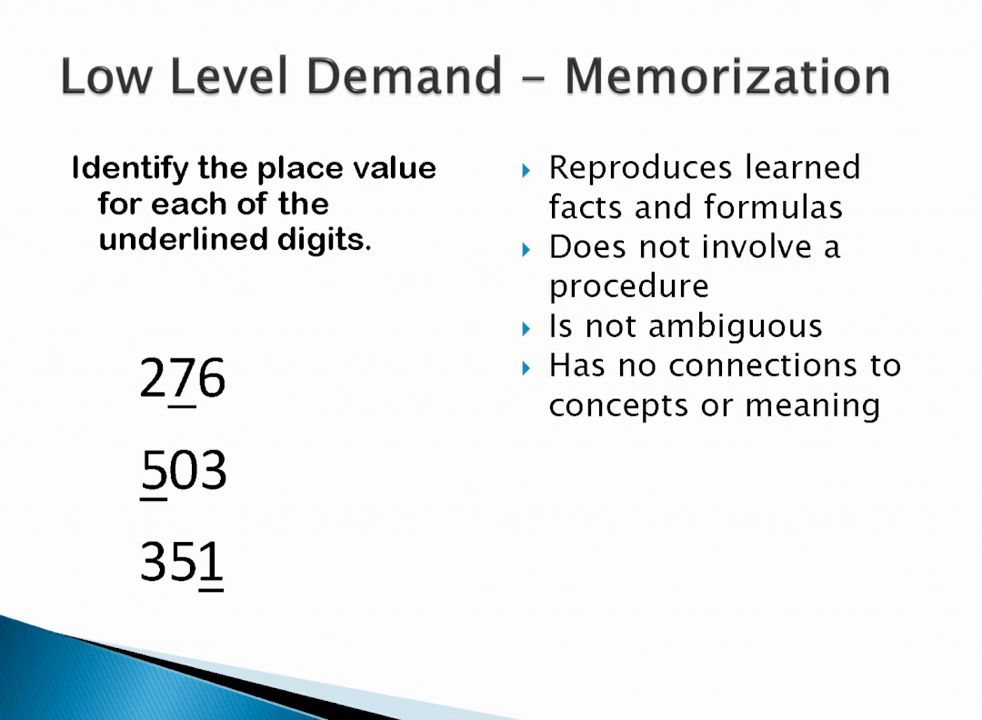 Low Level Demand – Memorization
Identify the place value
for each of the
underlined digits.
276
503
351
Reproduces learned
facts and formulas
Does not involve a
procedure
Is not ambiguous
Has no connections to
concepts or meaning